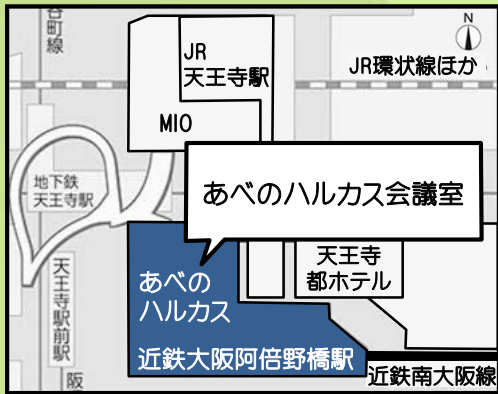 谷町線
N
JR
天王寺駅
JR環状線ほか
MIO
地下鉄
天王寺駅
あべのハルカス会議室
天王寺
都ホテル
天王寺駅前駅
あべの
ハルカス
近鉄大阪阿倍野橋駅
阪
近鉄南大阪線